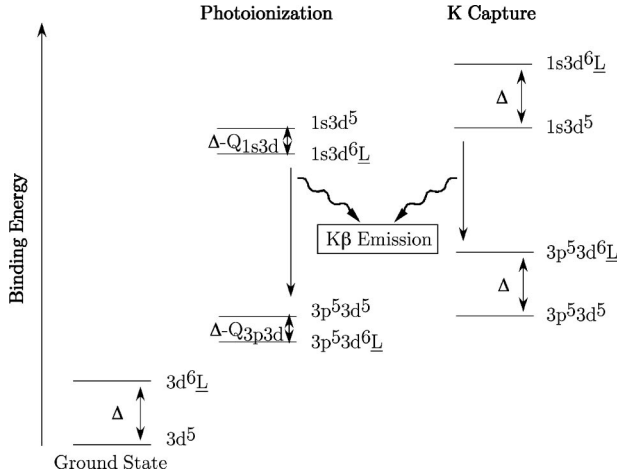 Photoionization
K Capture
1s3d⁶L̲
Δ
1s3d⁵
1s3d⁵
Δ-Q₁ₛ₃d
1s3d⁶L̲
Kβ Emission
3p⁵3d⁶L̲
Δ
3p⁵3d⁵
3p⁵3d⁵
Δ-Q₃ₚ₃d
3p⁵3d⁶L̲
3d⁶L̲
Δ
3d⁵
Ground State
Binding Energy